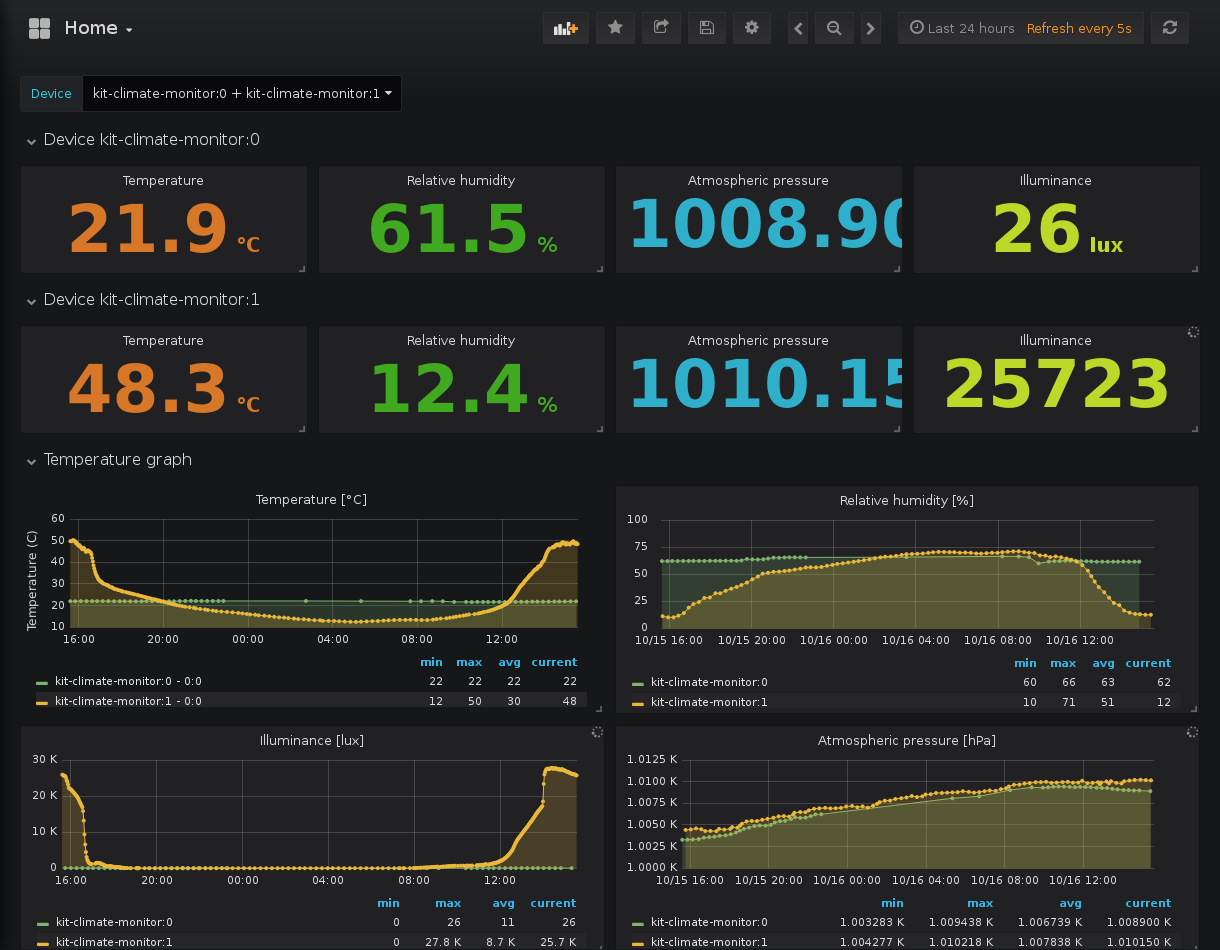 Home
Last 24 hours Refresh every 5s
Device kit-climate-monitor:0 + kit-climate-monitor:1
Device kit-climate-monitor:0
Temperature Relative humidity Atmospheric pressure Illuminance
21.9 °C 61.5 % 1008.90 26 lux
Device kit-climate-monitor:1
Temperature Relative humidity Atmospheric pressure Illuminance
48.3 °C 12.4 % 1010.15 25723
Temperature graph
Temperature [°C]
Temperature (C)
60
50
40
30
20
10
16:00 20:00 00:00 04:00 08:00 12:00
min max avg current
kit-climate-monitor:0 - 0:0 22 22 22 22
kit-climate-monitor:1 - 0:0 12 50 30 48
Relative humidity [%]
100
75
50
25
0
10/15 16:00 10/15 20:00 10/16 00:00 10/16 04:00 10/16 08:00 10/16 12:00
min max avg current
kit-climate-monitor:0 60 66 63 62
kit-climate-monitor:1 10 71 51 12
Illuminance [lux]
30 K
20 K
10 K
0
16:00 20:00 00:00 04:00 08:00 12:00
min max avg current
kit-climate-monitor:0 0 26 11 26
kit-climate-monitor:1 0 27.8 K 8.7 K 25.7 K
Atmospheric pressure [hPa]
1.0125 K
1.0100 K
1.0075 K
1.0050 K
1.0025 K
1.0000 K
10/15 16:00 10/15 20:00 10/16 00:00 10/16 04:00 10/16 08:00 10/16 12:00
min max avg current
kit-climate-monitor:0 1.003283 K 1.009438 K 1.006739 K 1.008900 K
kit-climate-monitor:1 1.004277 K 1.010218 K 1.007838 K 1.010150 K